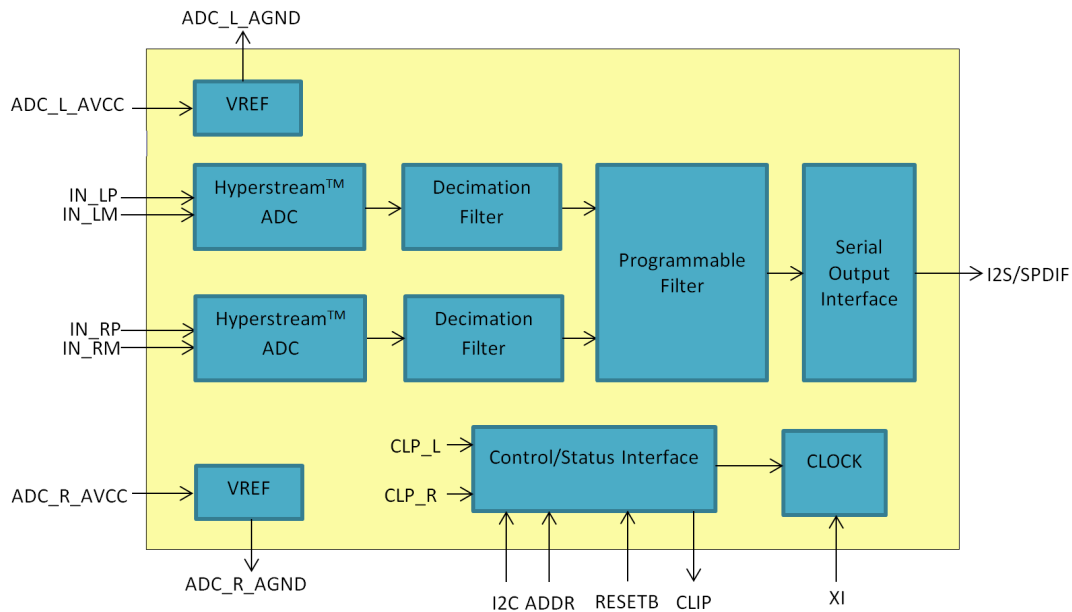 ADC_L_AGND
ADC_L_AVCC
VREF
IN_LP
IN_LM
Hyperstream™
ADC
Decimation
Filter
Programmable
Filter
Serial
Output
Interface
I2S/SPDIF
IN_RP
IN_RM
Hyperstream™
ADC
Decimation
Filter
CLP_L
CLP_R
Control/Status Interface
CLOCK
ADC_R_AVCC
VREF
ADC_R_AGND
I2C ADDR RESETB CLIP XI